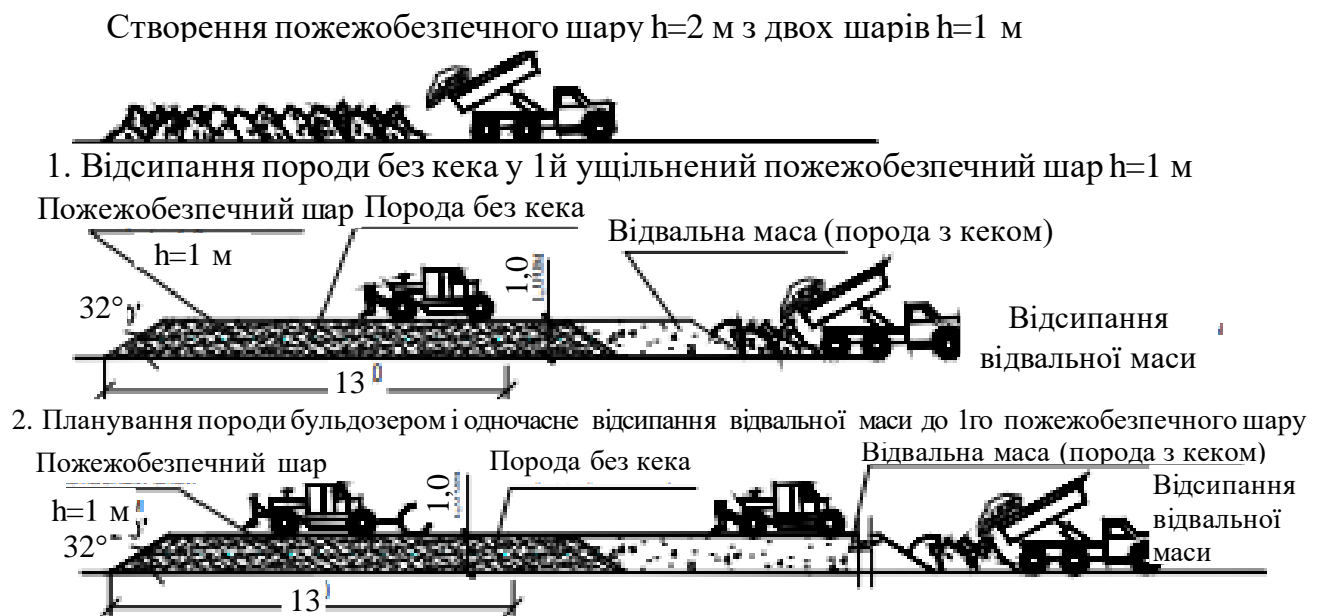 Створення пожежобезпечного шару h=2 м з двох шарів h=1 м
1. Відсипання породи без кека у 1й ущільнений пожежобезпечний шар h=1 м
Пожежобезпечний шар
h=1 м
Порода без кека
Відвальна маса (порода з кеком)
1,0
32°
Відсипання
відвальної маси
13
2. Планування породи бульдозером і одночасне відсипання відвальної маси до 1го пожежобезпечного шару
Пожежобезпечний шар
h=1 м
Порода без кека
Відвальна маса (порода з кеком)
1,0
32°
Відсипання
відвальної
маси
13